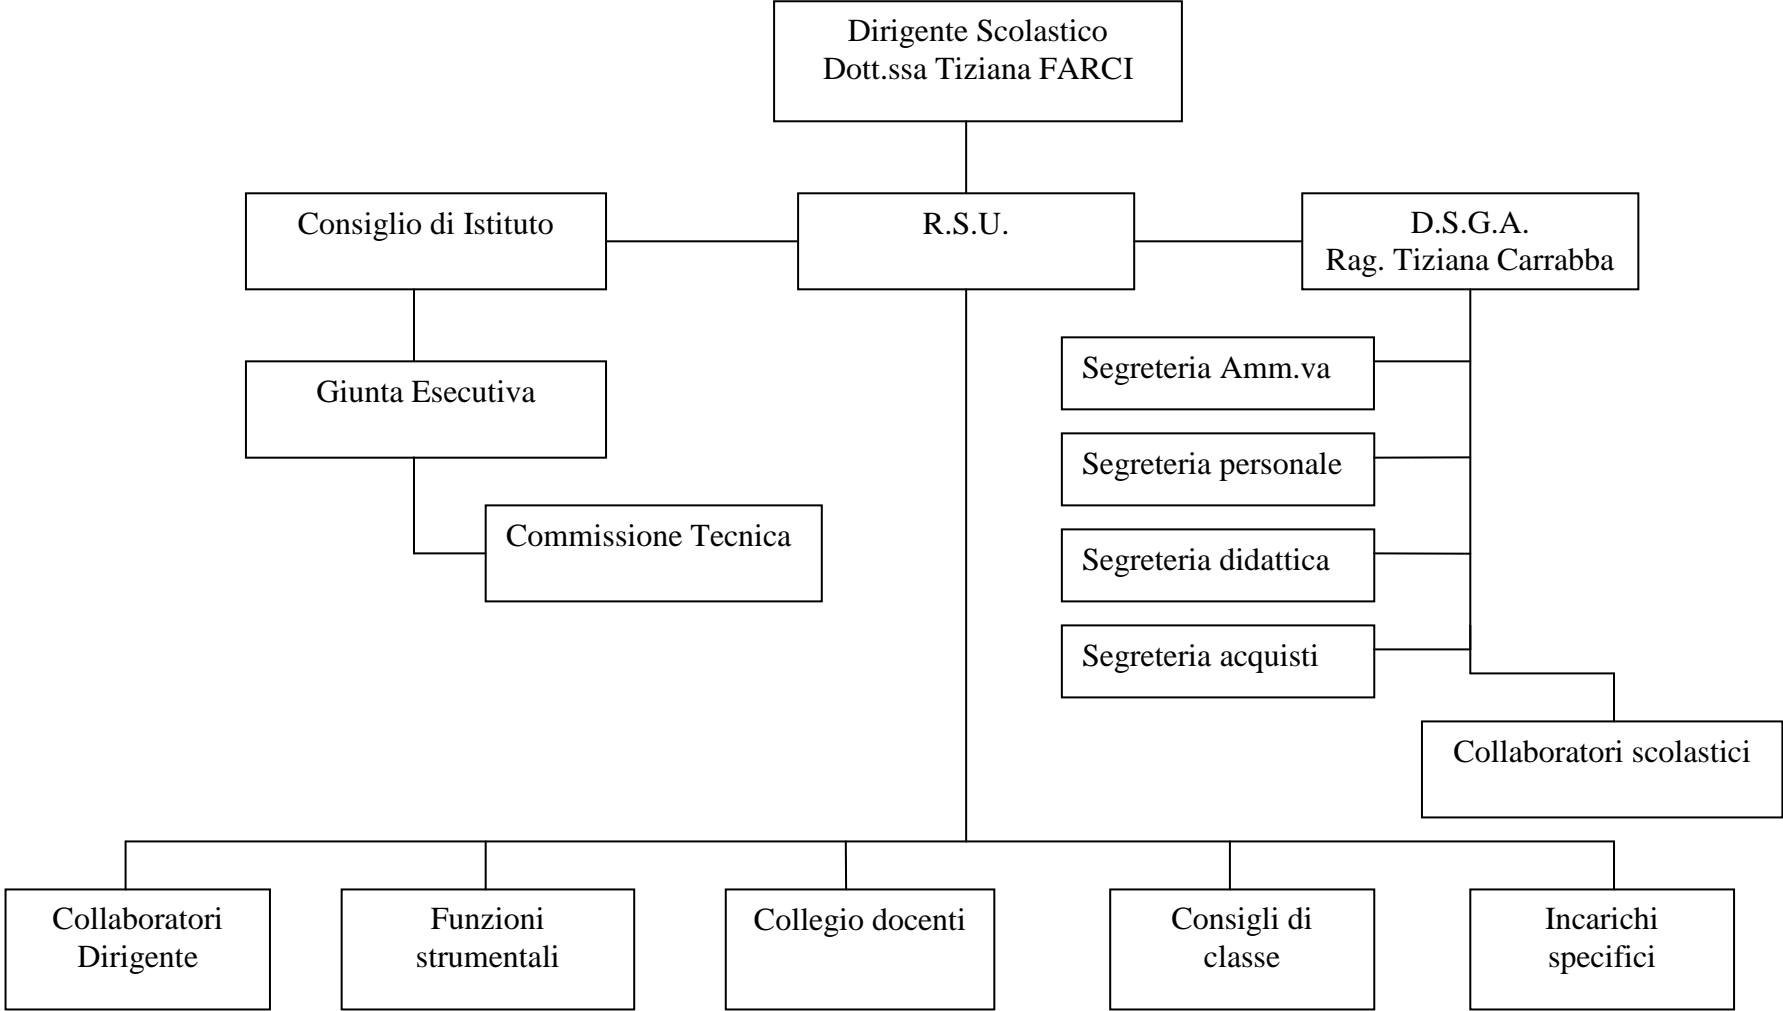 Dirigente Scolastico
Dott.ssa Tiziana FARCI
Consiglio di Istituto
R.S.U.
D.S.G.A.
Rag. Tiziana Carrabba
Giunta Esecutiva
Segreteria Amm.va
Segreteria personale
Commissione Tecnica
Segreteria didattica
Segreteria acquisti
Collaboratori scolastici
Collaboratori
Dirigente
Funzioni
strumentali
Collegio docenti
Consigli di
classe
Incarichi
specifici